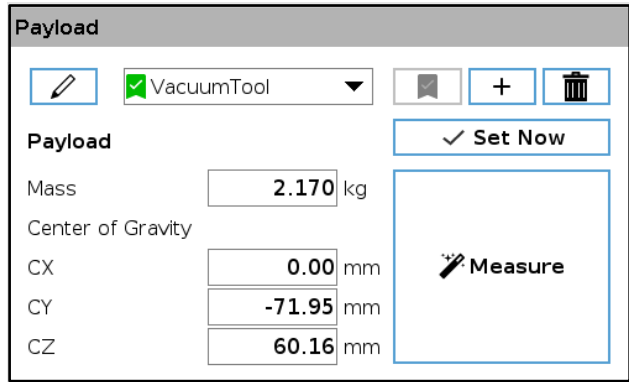 Payload
VacuumTool
+
Payload
Set Now
Mass 2.170 kg
Center of Gravity
CX 0.00 mm
Measure
CY -71.95 mm
CZ 60.16 mm